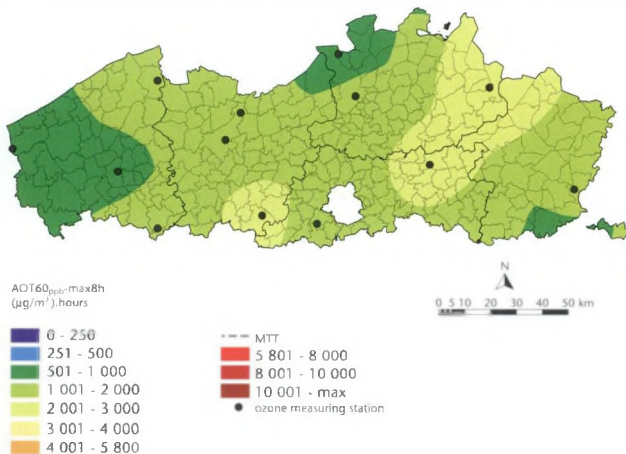 N
0 5 10 20 30 40 50 km
AOT60ppb-max8h
(µg/m³).hours
0 - 250
251 - 500
501 - 1 000
1 001 - 2 000
2 001 - 3 000
3 001 - 4 000
4 001 - 5 800
MTT
5 801 - 8 000
8 001 - 10 000
10 001 - max
ozone measuring station